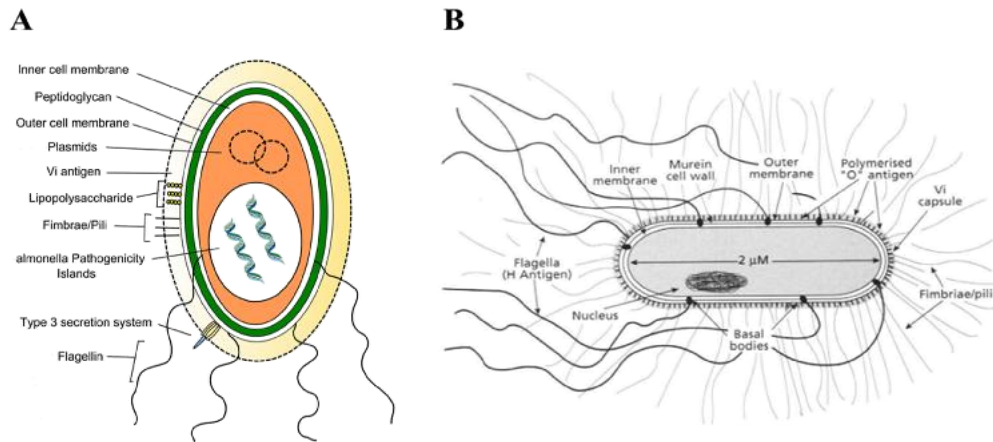 A
Inner cell membrane
Peptidoglycan
Outer cell membrane
Plasmids
Vi antigen
Lipopolysaccharide
Fimbrae/Pili
almonella Pathogenicity
Islands
Type 3 secretion system
Flagellin
B
Inner
membrane
Murein
cell wall
Outer
membrane
Polymerised
"O" antigen
Vi
capsule
Flagella
(H Antigen)
2 μM
Nucleus
Basal
bodies
Fimbriae/pili